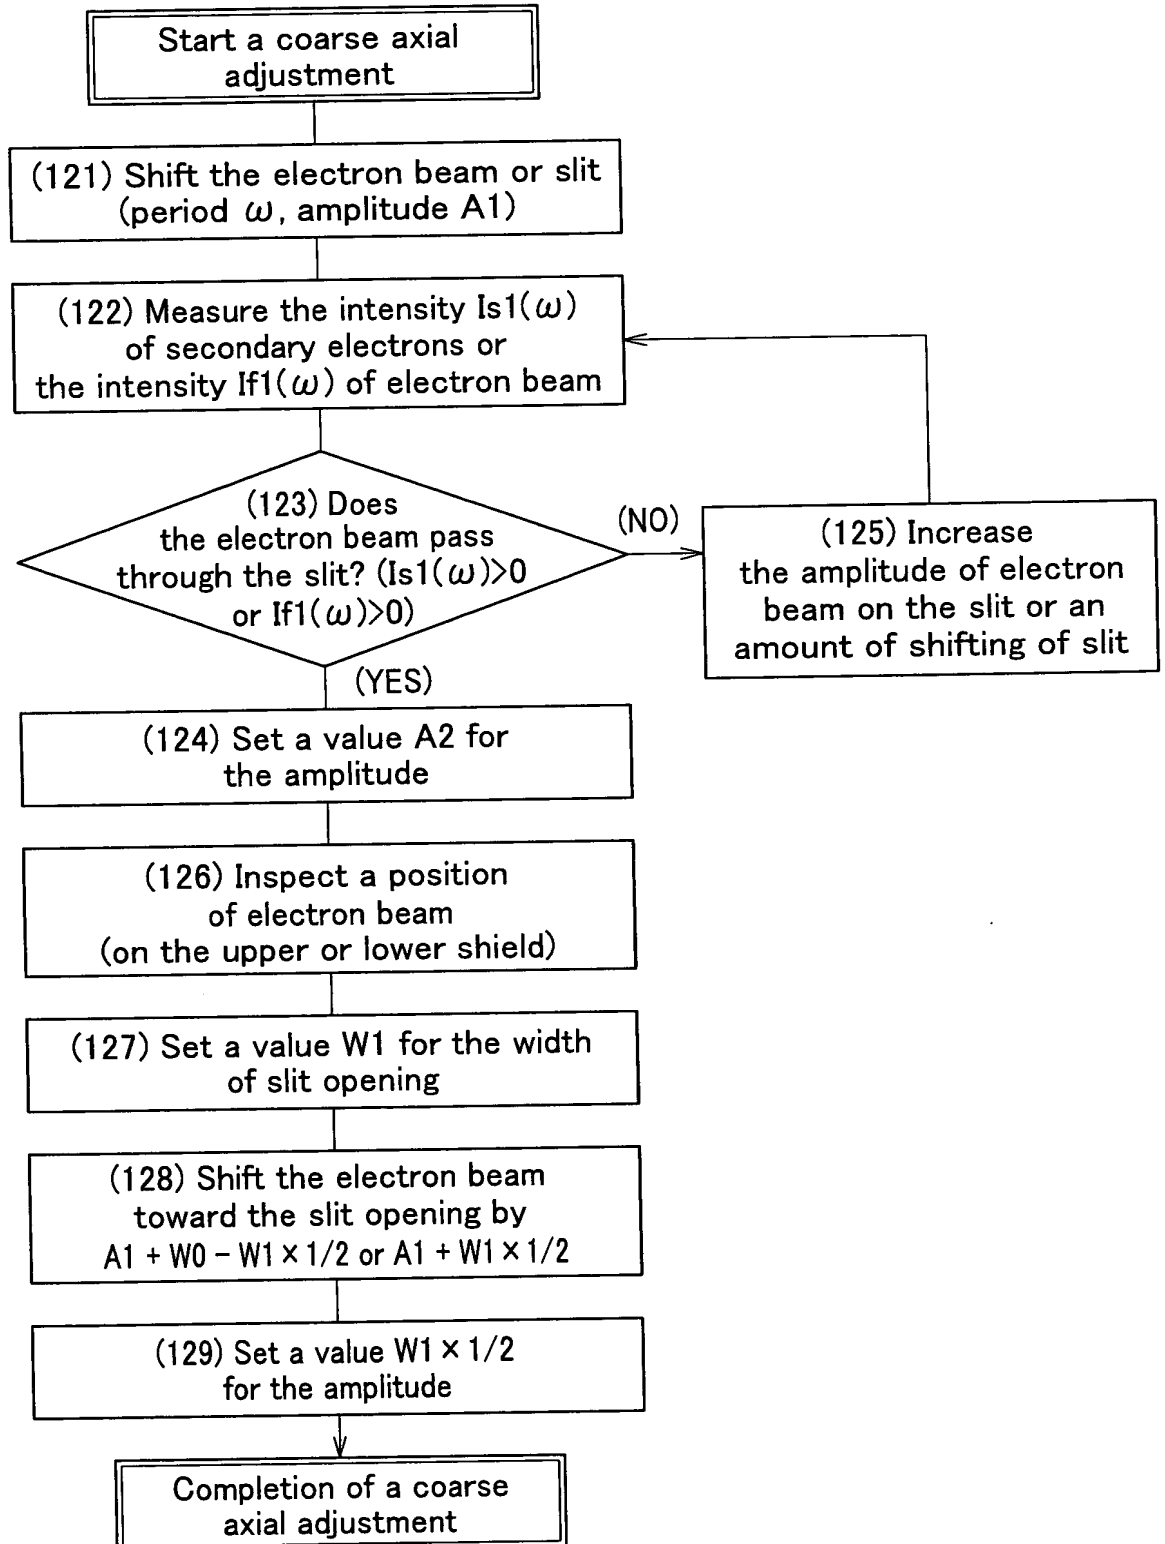 Start a coarse axial
adjustment
(121) Shift the electron beam or slit
(period ω, amplitude A1)
(122) Measure the intensity Is1(ω)
of secondary electrons or
the intensity If1(ω) of electron beam
(123) Does
the electron beam pass
through the slit? (Is1(ω)>0
or If1(ω)>0)
(NO)
(125) Increase
the amplitude of electron
beam on the slit or an
amount of shifting of slit
(YES)
(124) Set a value A2 for
the amplitude
(126) Inspect a position
of electron beam
(on the upper or lower shield)
(127) Set a value W1 for the width
of slit opening
(128) Shift the electron beam
toward the slit opening by
A1 + W0 − W1 × 1/2 or A1 + W1 × 1/2
(129) Set a value W1 × 1/2
for the amplitude
Completion of a coarse
axial adjustment